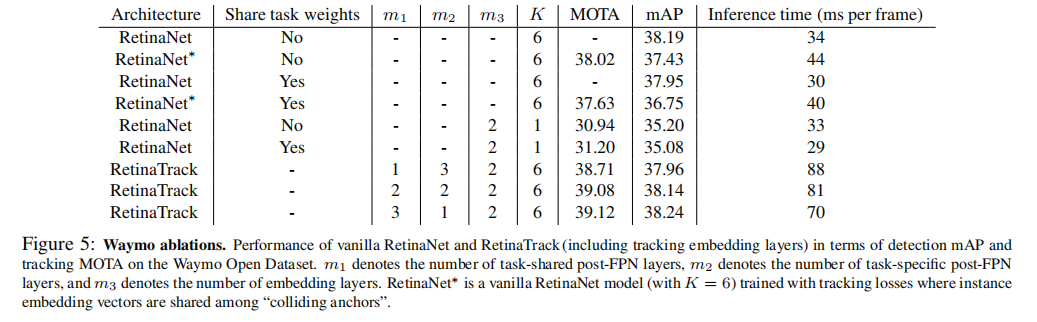 Architecture Share task weights m1 m2 m3 K MOTA mAP Inference time (ms per frame)
RetinaNet No - - - 6 - 38.19 34
RetinaNet* No - - - 6 38.02 37.43 44
RetinaNet Yes - - - 6 - 37.95 30
RetinaNet* Yes - - - 6 37.63 36.75 40
RetinaNet No - - 2 1 30.94 35.20 33
RetinaNet Yes - - 2 1 31.20 35.08 29
RetinaTrack - 1 3 2 6 38.71 37.96 88
RetinaTrack - 2 2 2 6 39.08 38.14 81
RetinaTrack - 3 1 2 6 39.12 38.24 70
Figure 5: Waymo ablations. Performance of vanilla RetinaNet and RetinaTrack (including tracking embedding layers) in terms of detection mAP and
tracking MOTA on the Waymo Open Dataset. m1 denotes the number of task-shared post-FPN layers, m2 denotes the number of task-specific post-FPN
layers, and m3 denotes the number of embedding layers. RetinaNet* is a vanilla RetinaNet model (with K = 6) trained with tracking losses where instance
embedding vectors are shared among “colliding anchors”.